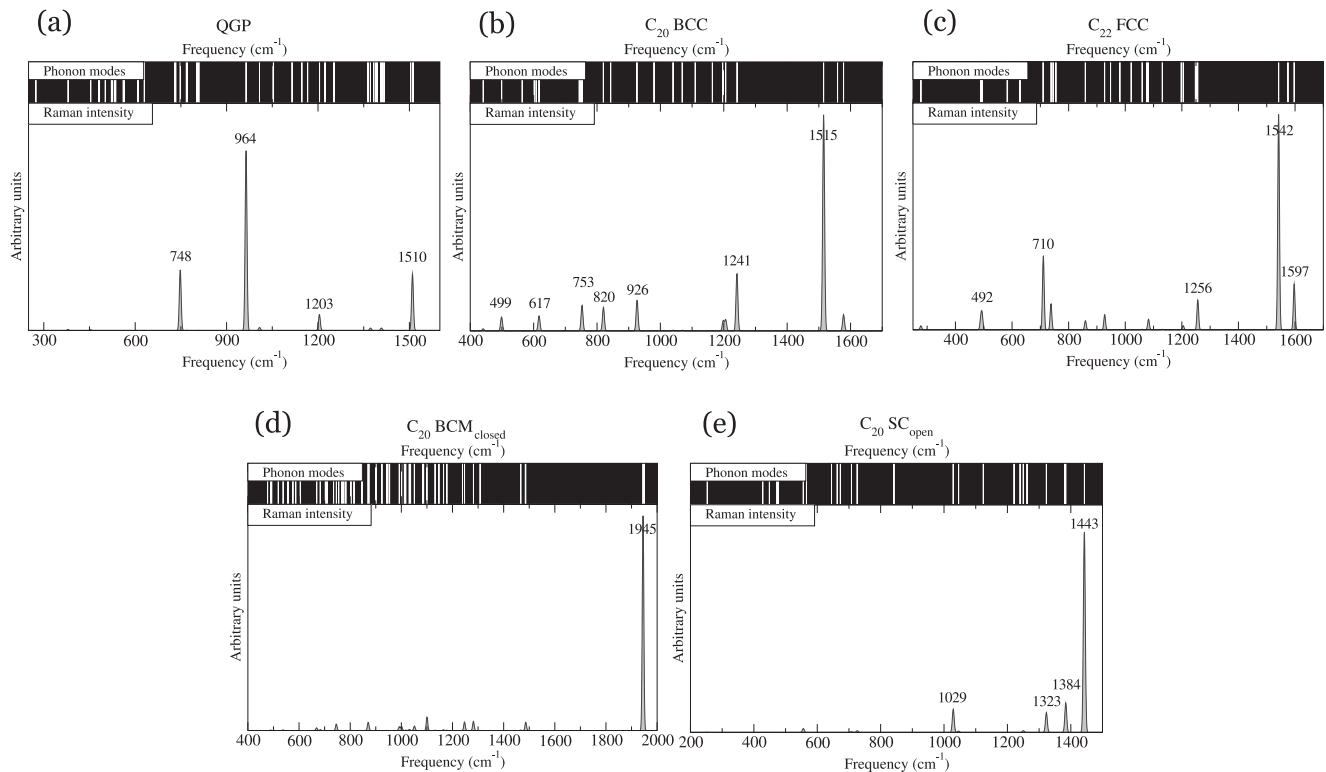 (a)
QGP
Frequency (cm-1)
Phonon modes
Raman intensity
Arbitrary units
748
964
1203
1510
300 600 900 1200 1500
Frequency (cm-1)
(b)
C20 BCC
Frequency (cm-1)
Phonon modes
Raman intensity
Arbitrary units
499
617
753
820
926
1241
1515
400 600 800 1000 1200 1400 1600
Frequency (cm-1)
(c)
C22 FCC
Frequency (cm-1)
Phonon modes
Raman intensity
Arbitrary units
492
710
1256
1542
1597
400 600 800 1000 1200 1400 1600
Frequency (cm-1)
(d)
C20 BCMclosed
Frequency (cm-1)
Phonon modes
Raman intensity
Arbitrary units
1945
400 600 800 1000 1200 1400 1600 1800 2000
Frequency (cm-1)
(e)
C20 SCopen
Frequency (cm-1)
Phonon modes
Raman intensity
Arbitrary units
1029
1323
1384
1443
200 400 600 800 1000 1200 1400
Frequency (cm-1)